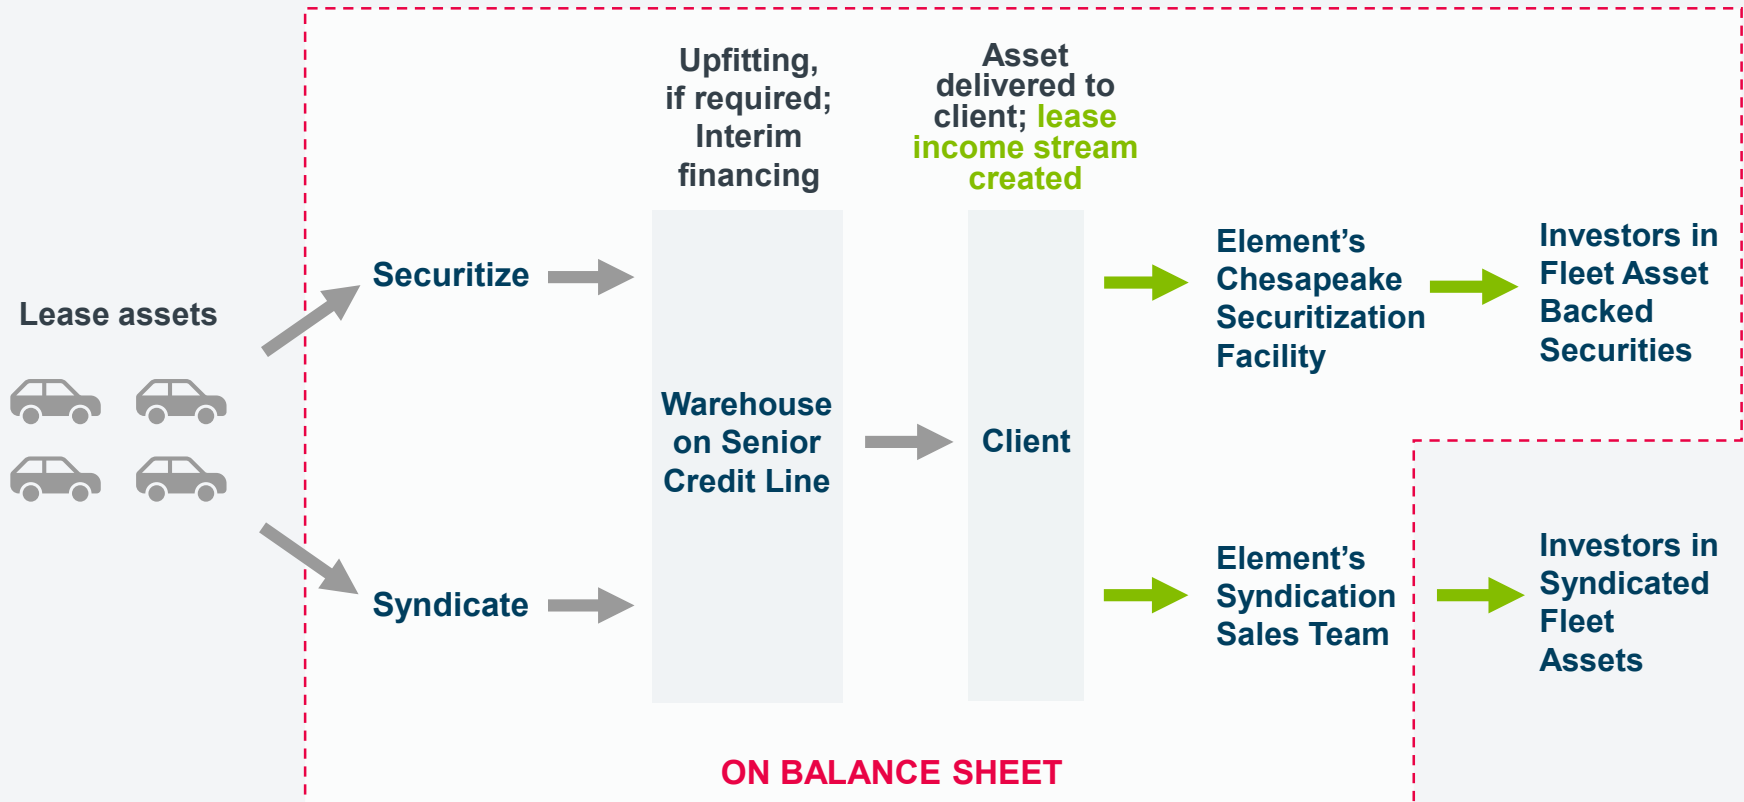 Lease assets
Securitize
Syndicate
Upfitting,
if required;
Interim
financing
Warehouse
on Senior
Credit Line
Asset
delivered to
client; lease
income stream
created
Client
Element’s
Chesapeake
Securitization
Facility
Investors in
Fleet Asset
Backed
Securities
Element’s
Syndication
Sales Team
Investors in
Syndicated
Fleet
Assets
ON BALANCE SHEET